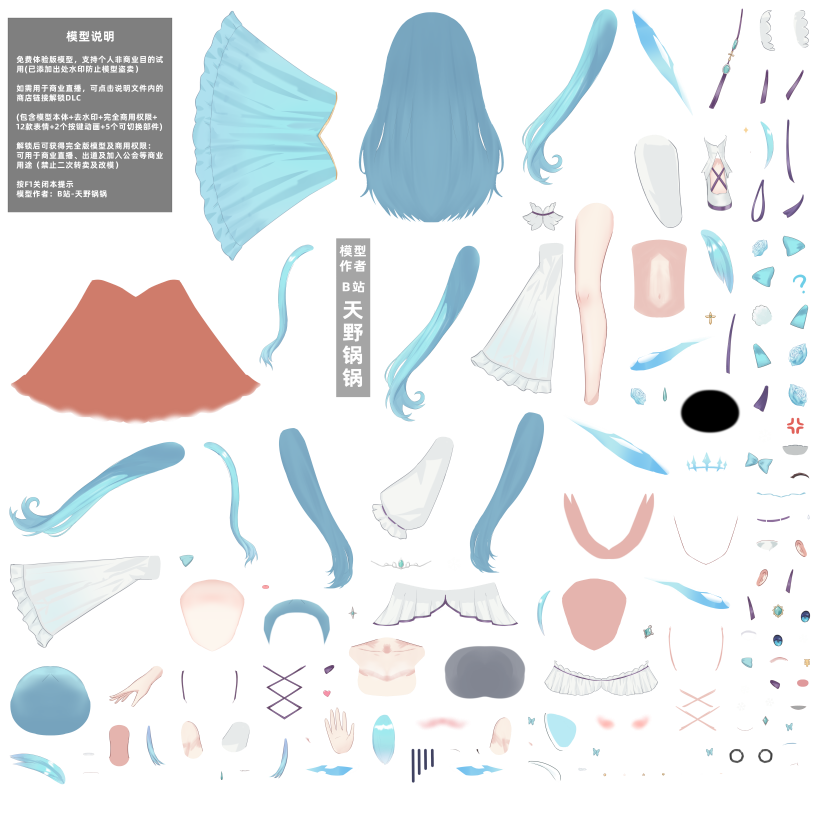 模型说明
免费体验版模型，支持个人非商业目的试
用(已添加出处水印防止模型盗卖)
如需用于商业直播，可点击说明文件内的
商店链接解锁DLC
(包含模型本体+去水印+完全商用权限+
12款表情+2个按键动画+5个可切换部件)
解锁后可获得完全版模型及商用权限：
可用于商业直播、出道及加入公会等商业
用途（禁止二次转卖及改模）
按F1关闭本提示
模型作者：B站-天野锅锅
模型
作者
B站
天
野
锅
锅